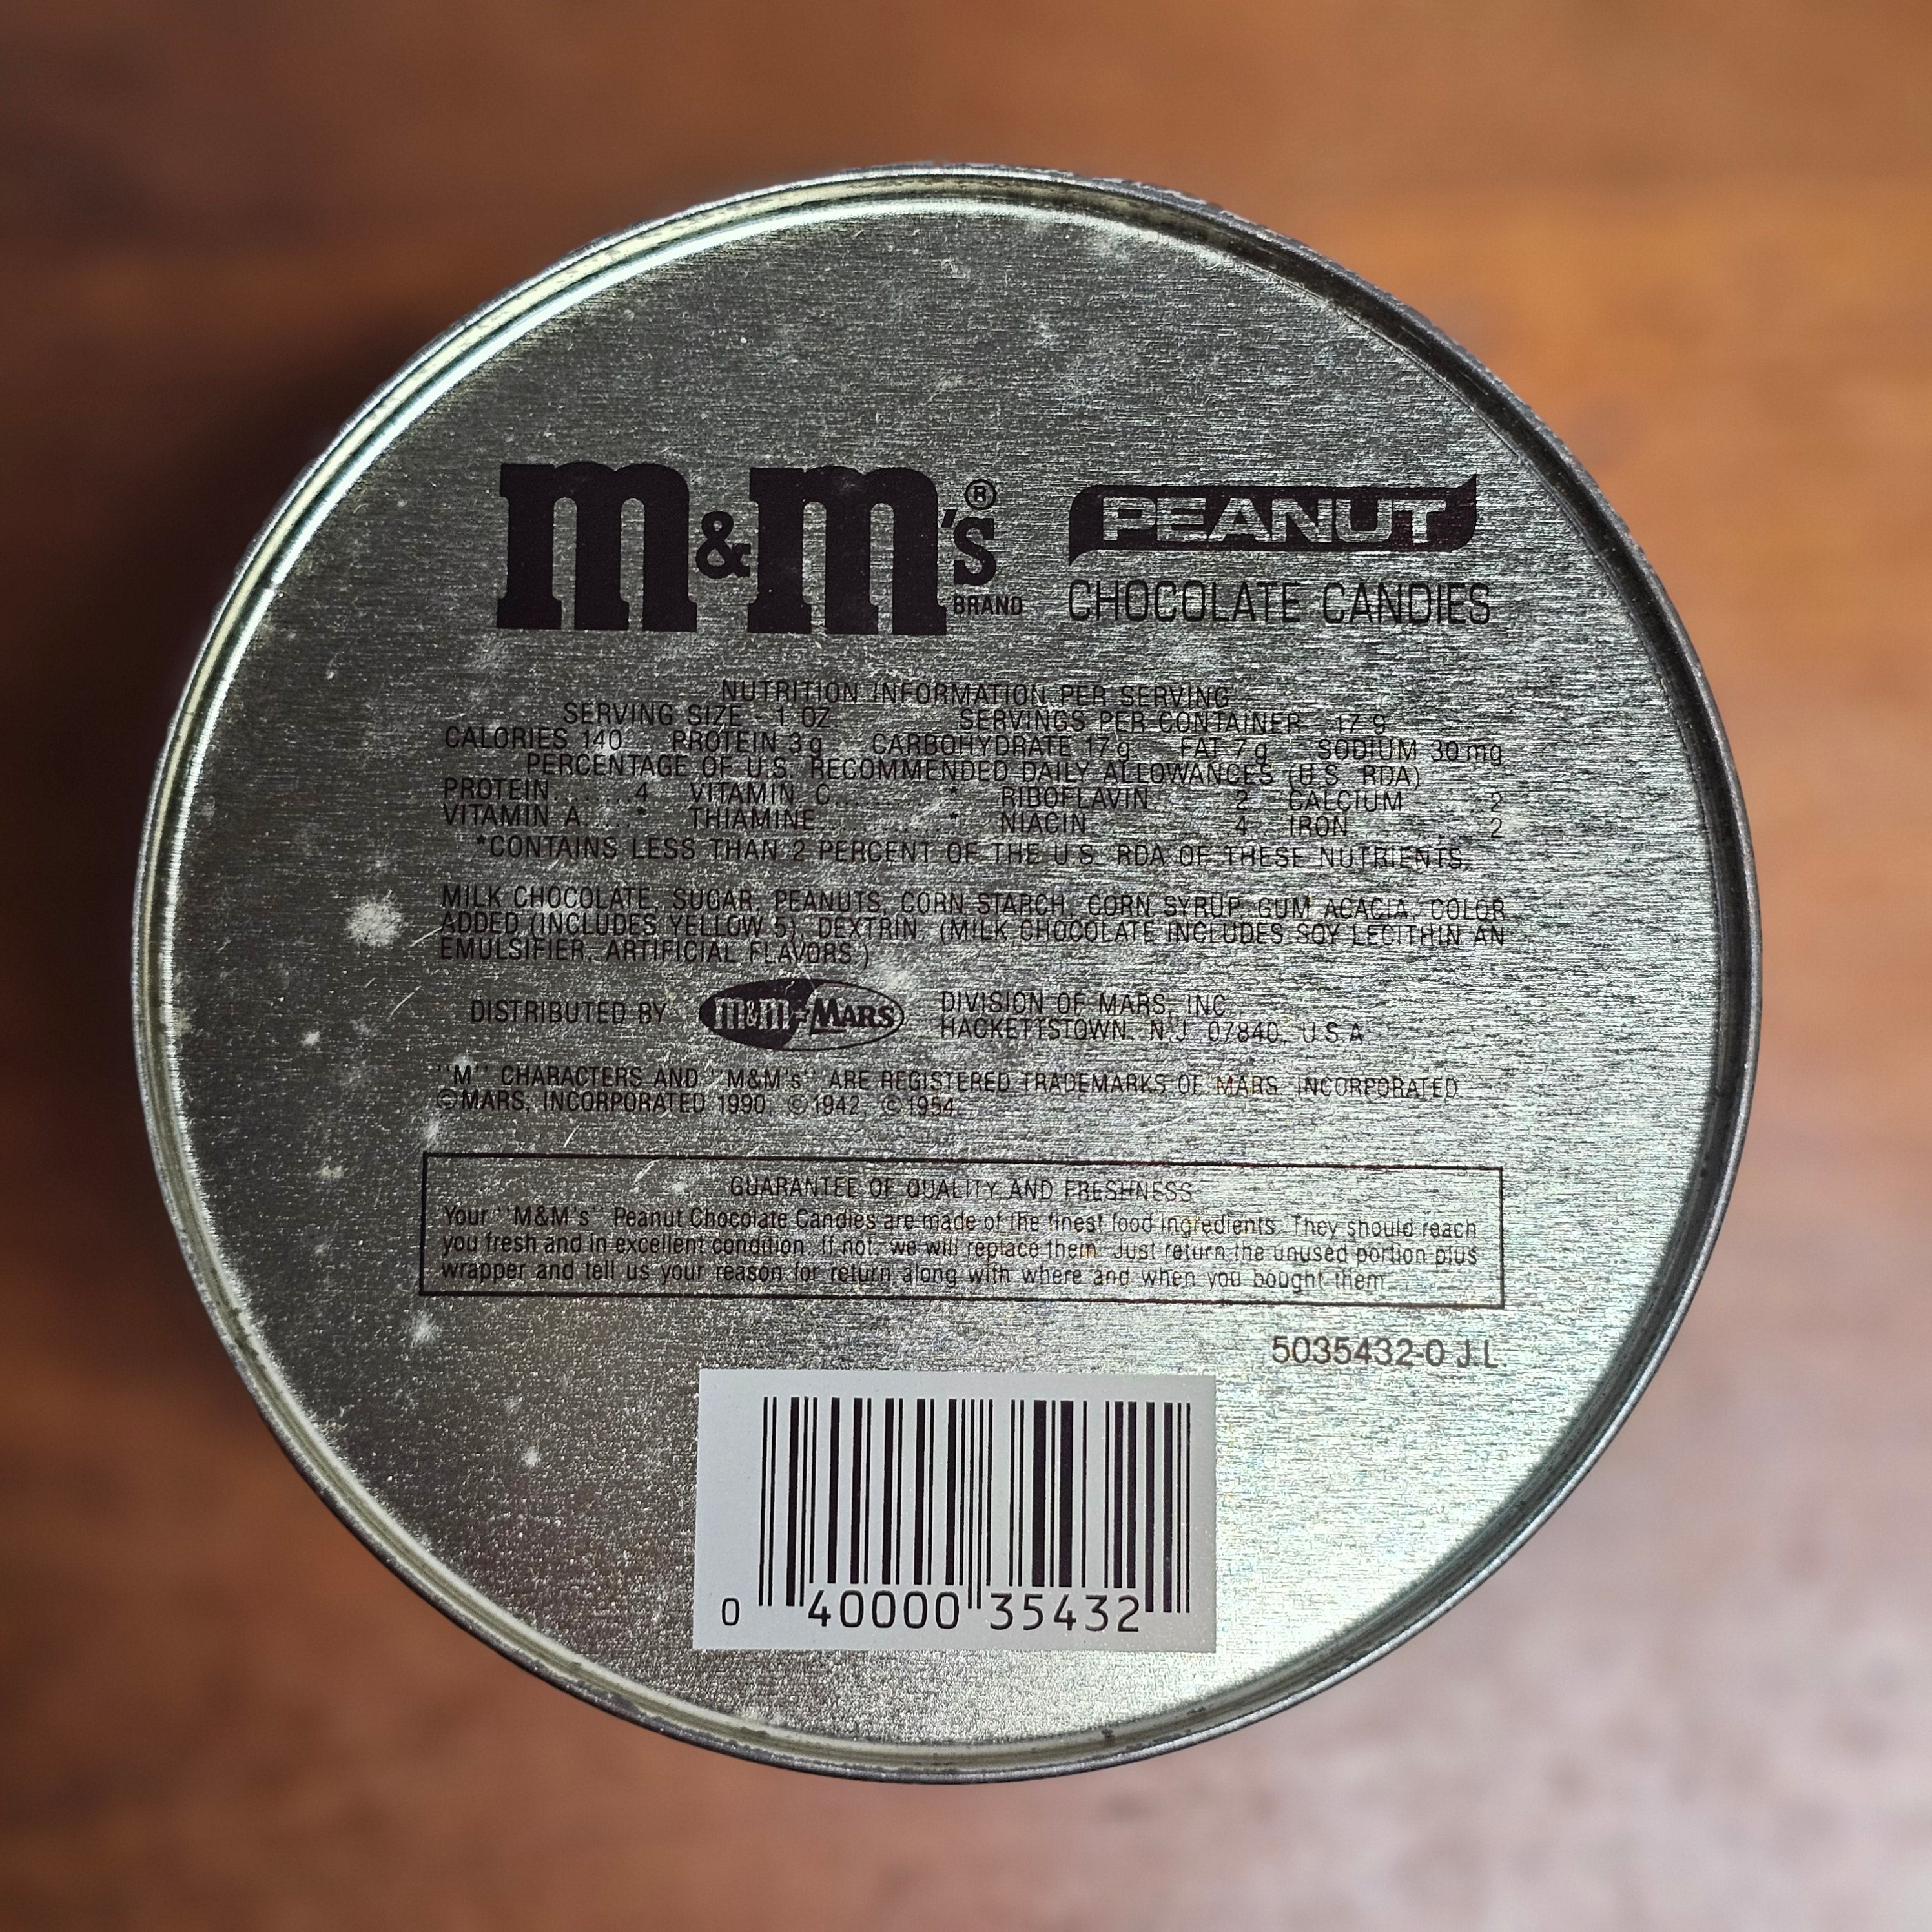 m&m's® BRAND PEANUT
CHOCOLATE CANDIES
NUTRITION INFORMATION PER SERVING
SERVING SIZE - 1 OZ SERVINGS PER CONTAINER - 17.9
CALORIES 140 PROTEIN 3g CARBOHYDRATE 17g FAT 7g SODIUM 30mg
PERCENTAGE OF U.S. RECOMMENDED DAILY ALLOWANCES (U.S. RDA)
PROTEIN.......4 VITAMIN C.......* RIBOFLAVIN.....2 CALCIUM.....2
VITAMIN A.....* THIAMINE.......* NIACIN.......4 IRON.......2
*CONTAINS LESS THAN 2 PERCENT OF THE U.S. RDA OF THESE NUTRIENTS.
MILK CHOCOLATE, SUGAR, PEANUTS, CORN STARCH, CORN SYRUP, GUM ACACIA, COLOR
ADDED (INCLUDES YELLOW 5), DEXTRIN. (MILK CHOCOLATE INCLUDES SOY LECITHIN AN
EMULSIFIER, ARTIFICIAL FLAVORS.)
DISTRIBUTED BY m&m-MARS DIVISION OF MARS, INC.
HACKETTSTOWN, N.J. 07840, U.S.A.
"M" CHARACTERS AND "M&M's" ARE REGISTERED TRADEMARKS OF MARS, INCORPORATED.
©MARS, INCORPORATED 1990, ©1942, ©1954.
GUARANTEE OF QUALITY AND FRESHNESS
Your "M&M's" Peanut Chocolate Candies are made of the finest food ingredients. They should reach
you fresh and in excellent condition. If not, we will replace them. Just return the unused portion plus
wrapper and tell us your reason for return along with where and when you bought them.
5035432-0 J.L.
0 40000 35432